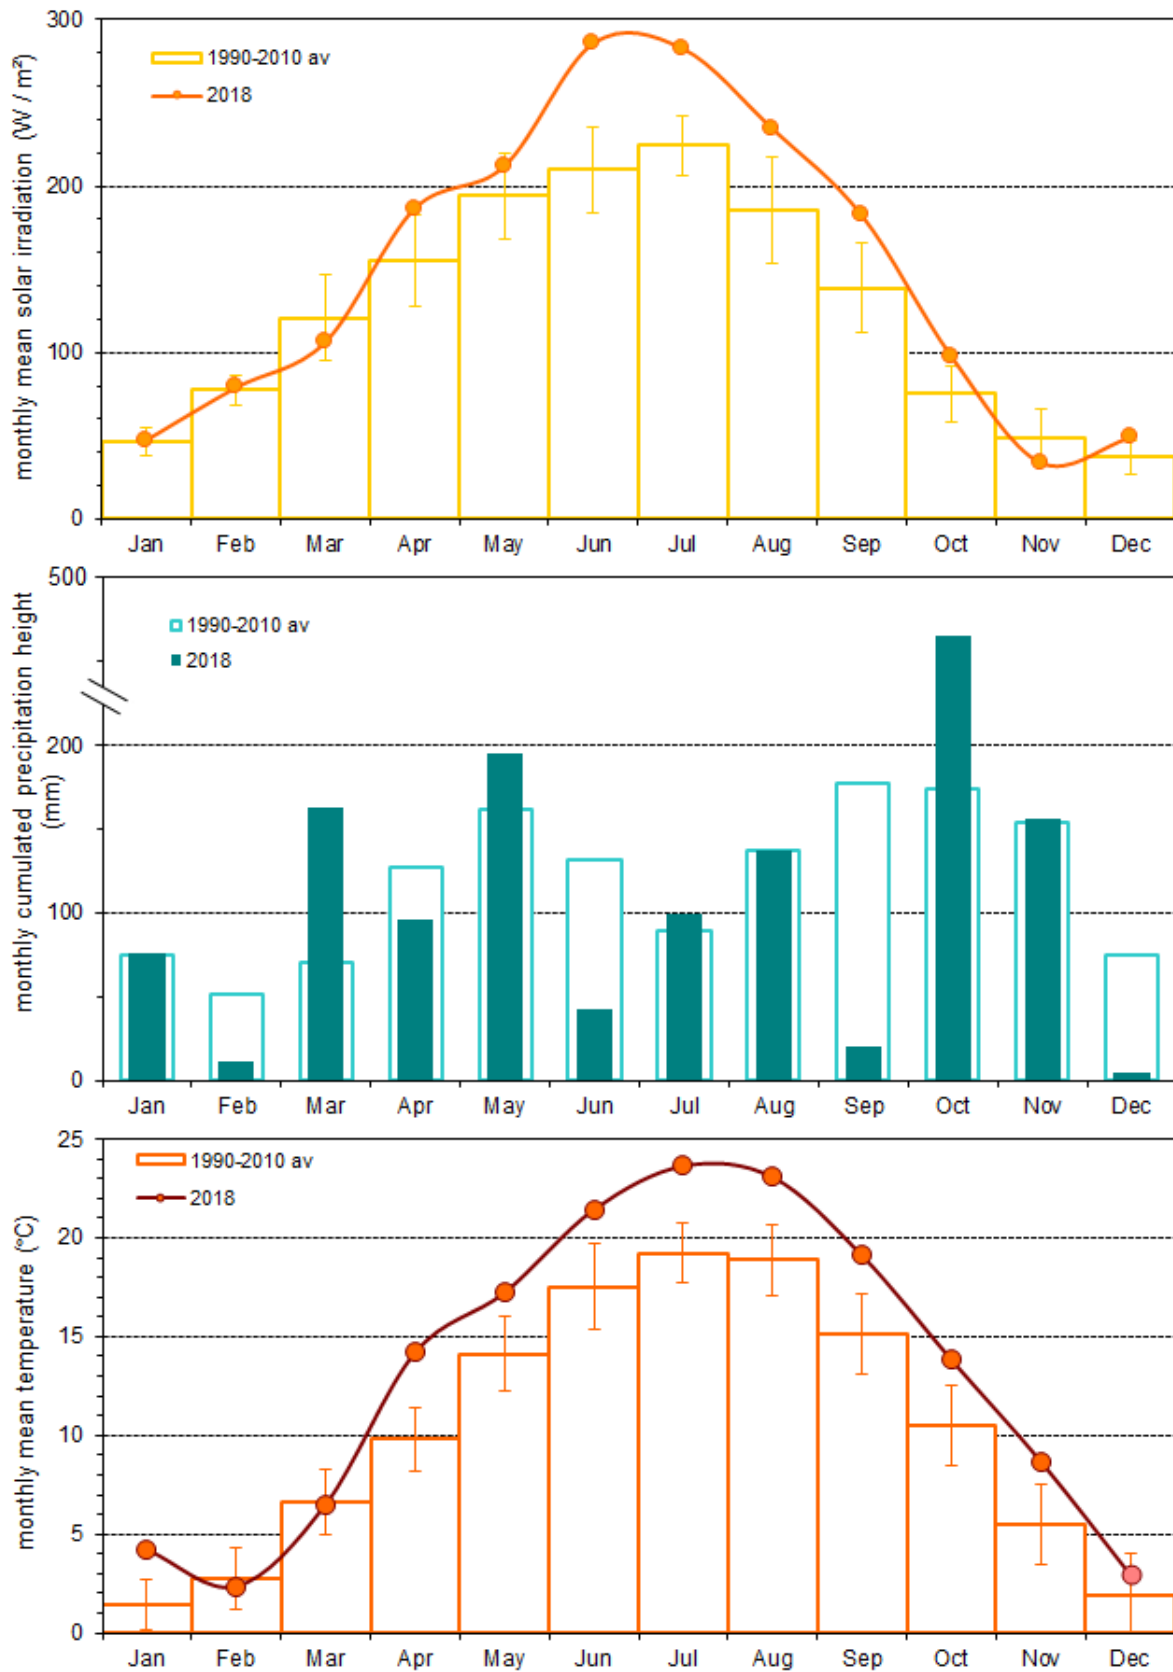 monthly mean solar irradiation (W / m²)
300
200
100
0
1990-2010 av
2018
Jan Feb Mar Apr May Jun Jul Aug Sep Oct Nov Dec
monthly cumulated precipitation height
(mm)
500
200
100
0
1990-2010 av
2018
Jan Feb Mar Apr May Jun Jul Aug Sep Oct Nov Dec
monthly mean temperature (°C)
25
20
15
10
5
0
1990-2010 av
2018
Jan Feb Mar Apr May Jun Jul Aug Sep Oct Nov Dec